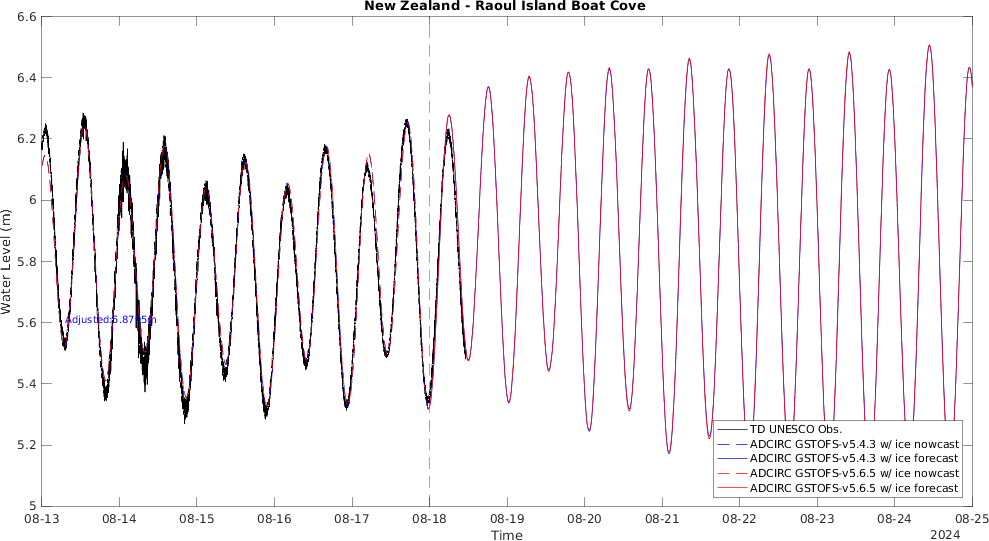 New Zealand - Raoul Island Boat Cove
Water Level (m)
6.6
6.4
6.2
6
5.8
5.6
5.4
5.2
5
TD UNESCO Obs.
ADCIRC GSTOFS-v5.4.3 w/ ice nowcast
ADCIRC GSTOFS-v5.4.3 w/ ice forecast
ADCIRC GSTOFS-v5.6.5 w/ ice nowcast
ADCIRC GSTOFS-v5.6.5 w/ ice forecast
08-13 08-14 08-15 08-16 08-17 08-18 08-19 08-20 08-21 08-22 08-23 08-24 08-25
Time
2024